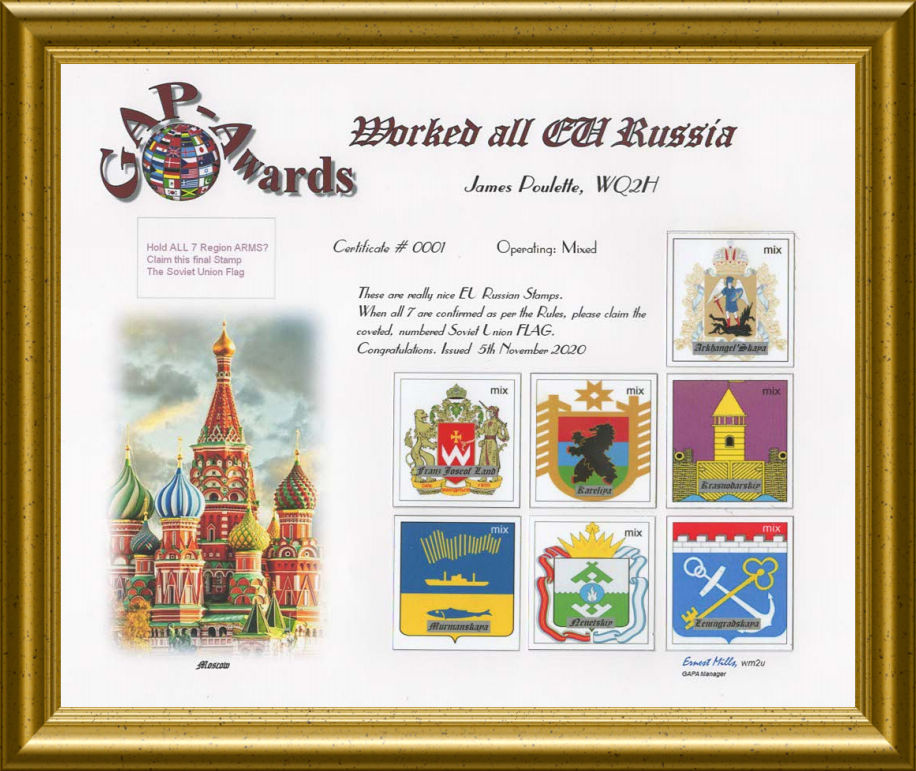 GAP-Awards
Worked all EU Russia
James Poulette, WQ2H
Hold ALL 7 Region ARMS?
Claim this final Stamp
The Soviet Union Flag
Certificate # 0001 Operating: Mixed
These are really nice EU Russian Stamps.
When all 7 are confirmed as per the Rules, please claim the
coveted, numbered Soviet Union FLAG.
Congratulations. Issued 5th November 2020
mix
Arkhangel'Skaya
mix
Franz Joseof Land
mix
Kareliya
mix
Krasnodarskiy
mix
Murmanskaya
mix
Nenetskiy
mix
Leningradskaya
Moscow
Ernest Mills, wm2u
GAPA Manager